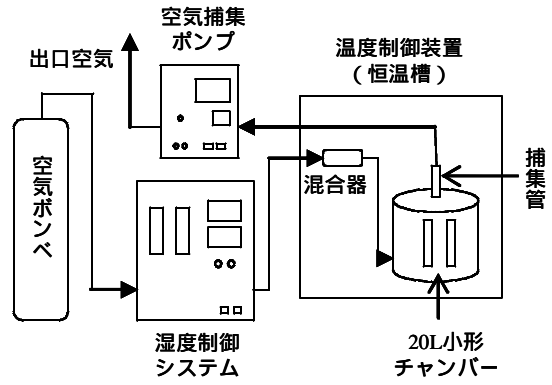 空気捕集
ポンプ
出口空気
温度制御装置
（恒温槽）
空気ボンベ
混合器
捕集管
湿度制御
システム
20L小形
チャンバー